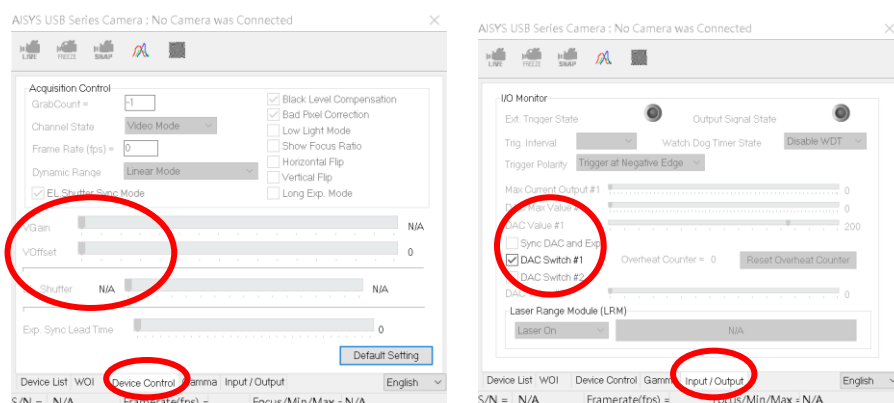 AISYS USB Series Camera : No Camera was Connected
LIVE FREEZE SNAP
Acquisition Control
GrabCount = -1
Channel State Video Mode
Frame Rate (fps) = 0
Dynamic Range Linear Mode
EL Shutter Sync Mode
Black Level Compensation
Bad Pixel Correction
Low Light Mode
Show Focus Ratio
Horizontal Flip
Vertical Flip
Long Exp. Mode
VGain N/A
VOffset 0
Shutter N/A N/A
Exp. Sync Lead Time 0
Default Setting
Device List WOI Device Control Gamma Input / Output English
S/N = N/A Framerate(fps) = Focus/Min/Max = N/A
AISYS USB Series Camera : No Camera was Connected
LIVE FREEZE SNAP
I/O Monitor
Ext. Trigger State Output Signal State
Trig. Interval Watch Dog Timer State Disable WDT
Trigger Polarity Trigger at Negative Edge
Max Current Output #1 0
DAC Max Value 0
DAC Value #1 200
Sync DAC and Exp
DAC Switch #1 Overheat Counter = 0 Reset Overheat Counter
DAC Switch #2
0
Laser Range Module (LRM)
Laser On N/A
Device List WOI Device Control Gamm Input / Output English
S/N = N/A Framerate(fps) = Focus/Min/Max = N/A